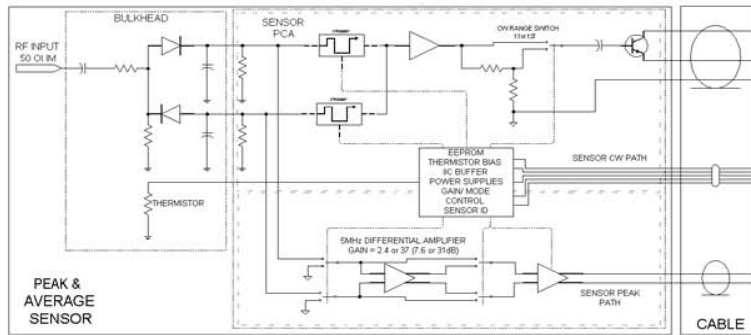 BULKHEAD
SENSOR
PCA
CW RANGE SWITCH
RF INPUT
50 OHM
EEPROM
THERMISTOR BIAS
IIC BUFFER
POWER SUPPLIES
GAIN/ MODE
CONTROL
SENSOR ID
SENSOR CW PATH
THERMISTOR
5MHz DIFFERENTIAL AMPLIFIER
GAIN = 2.4 or 37 (7.6 or 31dB)
SENSOR PEAK
PATH
PEAK &
AVERAGE
SENSOR
CABLE